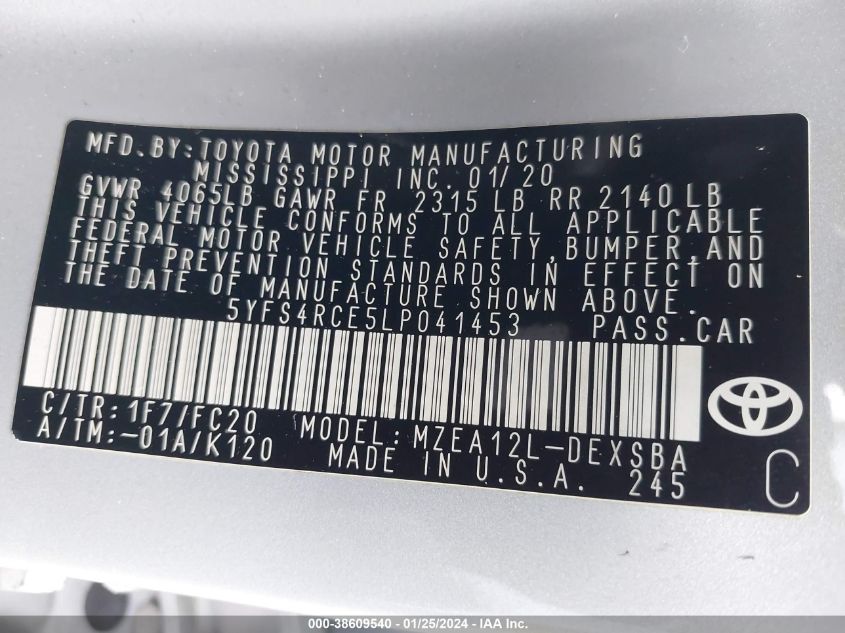 MFD.BY:TOYOTA MOTOR MANUFACTURING
MISSISSIPPI INC. 01/20
GVWR 4065LB GAWR FR 2315 LB RR 2140 LB
THIS VEHICLE CONFORMS TO ALL APPLICABLE
FEDERAL MOTOR VEHICLE SAFETY,BUMPER,AND
THEFT PREVENTION STANDARDS IN EFFECT ON
THE DATE OF MANUFACTURE SHOWN ABOVE.
5YFS4RCE5LP041453 PASS.CAR
C/TR:1F7/FC20
A/TM:-01A/K120
MODEL:MZEA12L-DEXSBA
MADE IN U.S.A. 245
C
000-38609540 - 01/25/2024 - IAA Inc.